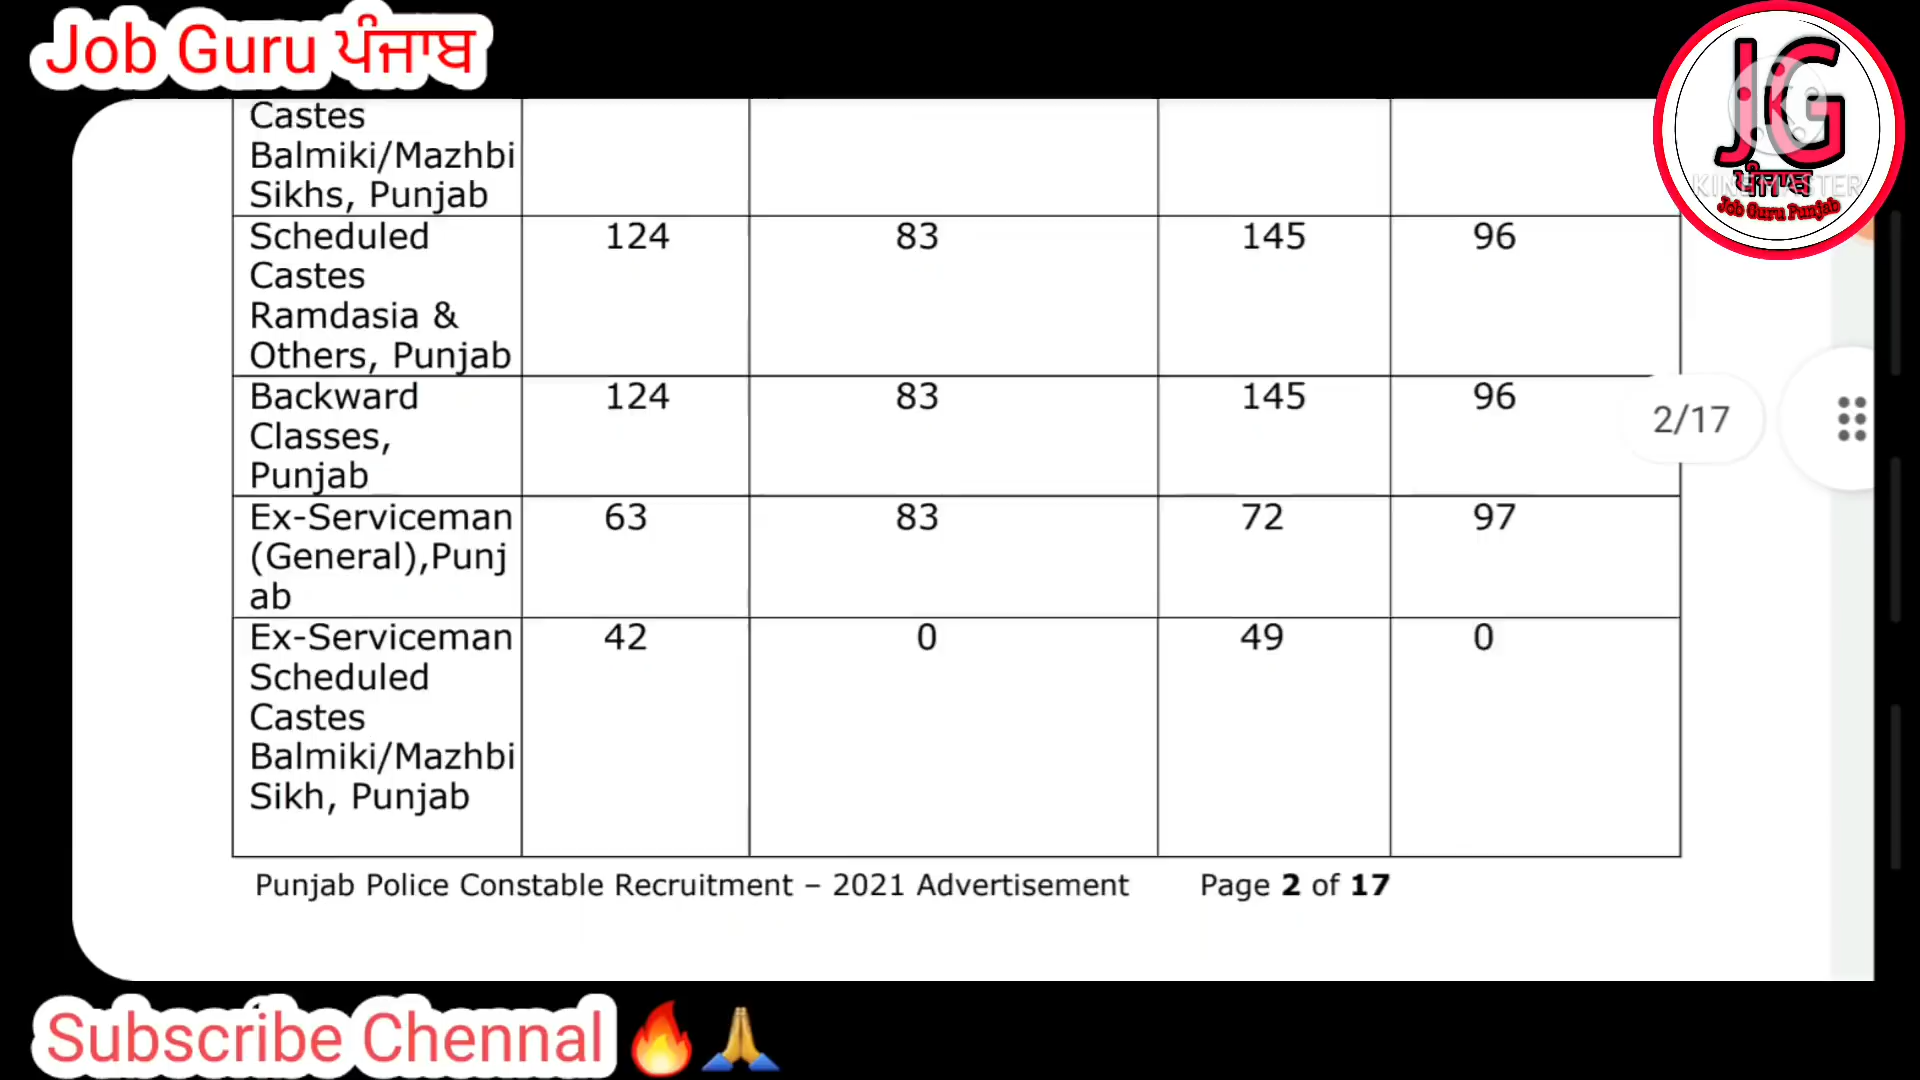 Job Guru ਪੰਜਾਬ
JG
K
KINEMASTER
ਪੰਜਾਬ
Job Guru Punjab
Castes
Balmiki/Mazhbi
Sikhs, Punjab
Scheduled 124 83 145 96
Castes
Ramdasia &
Others, Punjab
Backward 124 83 145 96
Classes,
Punjab
2/17
Ex-Serviceman 63 83 72 97
(General),Punj
ab
Ex-Serviceman 42 0 49 0
Scheduled
Castes
Balmiki/Mazhbi
Sikh, Punjab
Punjab Police Constable Recruitment – 2021 Advertisement Page 2 of 17
Subscribe Chennal 🔥🙏